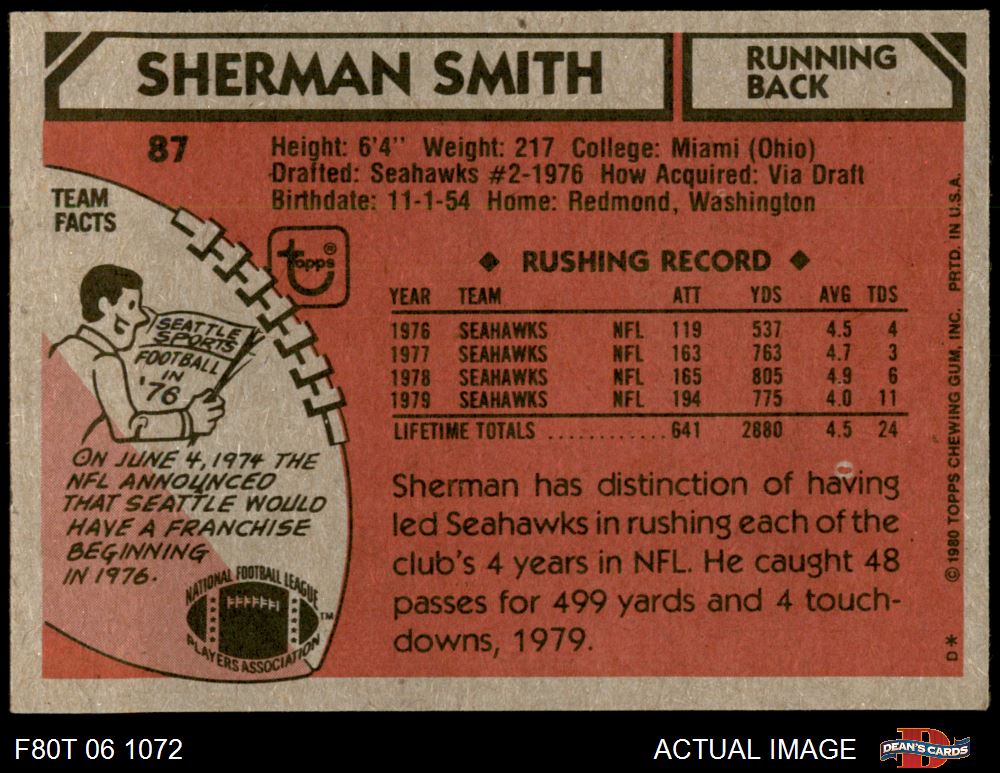 SHERMAN SMITH
RUNNING
BACK
87
Height: 6'4" Weight: 217 College: Miami (Ohio)
Drafted: Seahawks #2-1976 How Acquired: Via Draft
Birthdate: 11-1-54 Home: Redmond, Washington
TEAM
FACTS
topps®
SEATTLE
SPORTS
FOOTBALL
IN
'76
ON JUNE 4, 1974 THE
NFL ANNOUNCED
THAT SEATTLE WOULD
HAVE A FRANCHISE
BEGINNING
IN 1976.
NATIONAL FOOTBALL LEAGUE
PLAYERS ASSOCIATION
TM
◆ RUSHING RECORD ◆
YEAR TEAM ATT YDS AVG TDS
1976 SEAHAWKS NFL 119 537 4.5 4
1977 SEAHAWKS NFL 163 763 4.7 3
1978 SEAHAWKS NFL 165 805 4.9 6
1979 SEAHAWKS NFL 194 775 4.0 11
LIFETIME TOTALS ............ 641 2880 4.5 24
Sherman has distinction of having
led Seahawks in rushing each of the
club's 4 years in NFL. He caught 48
passes for 499 yards and 4 touch-
downs, 1979.
D* © 1980 TOPPS CHEWING GUM, INC. PRTD. IN U.S.A.
F80T 06 1072
ACTUAL IMAGE
DEAN'S CARDS